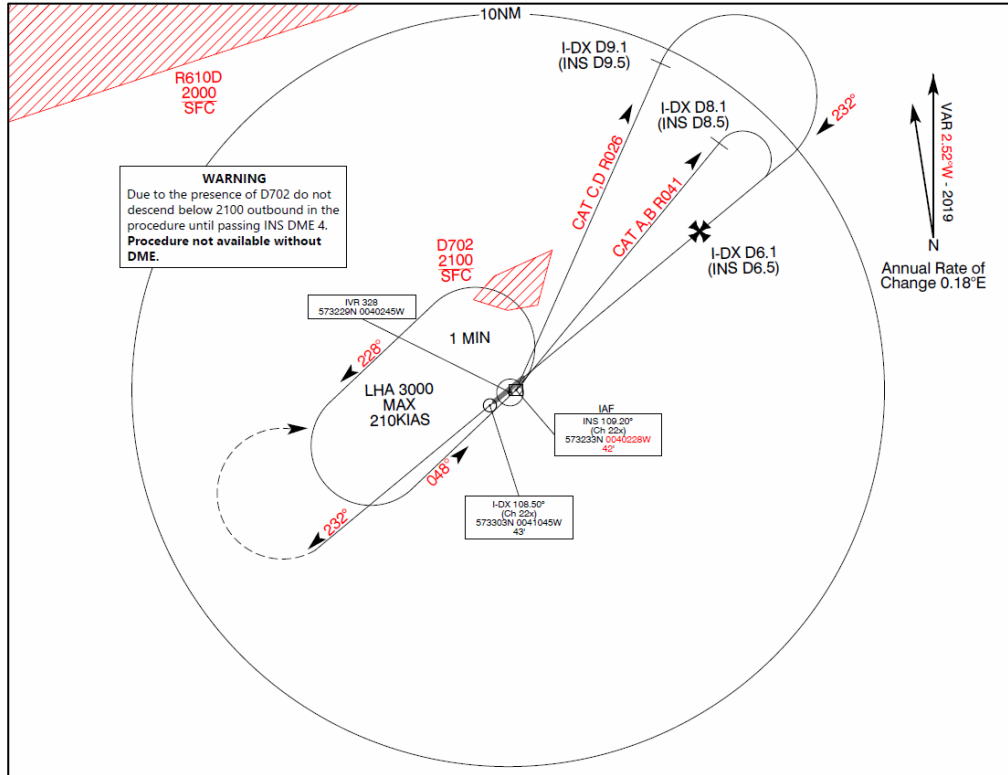 10NM
R610D
2000
SFC
I-DX D9.1
(INS D9.5)
I-DX D8.1
(INS D8.5)
232°
CAT C,D R026
CAT A,B R041
VAR 2.52°W - 2019
N
Annual Rate of
Change 0.18°E
I-DX D6.1
(INS D6.5)
WARNING
Due to the presence of D702 do not
descend below 2100 outbound in the
procedure until passing INS DME 4.
Procedure not available without
DME.
D702
2100
SFC
IVR 328
573229N 0040245W
1 MIN
228°
LHA 3000
MAX
210KIAS
048°
232°
IAF
INS 109.20°
(Ch 22x)
573233N 0040228W
42'
I-DX 108.50°
(Ch 22x)
573303N 0041045W
43'